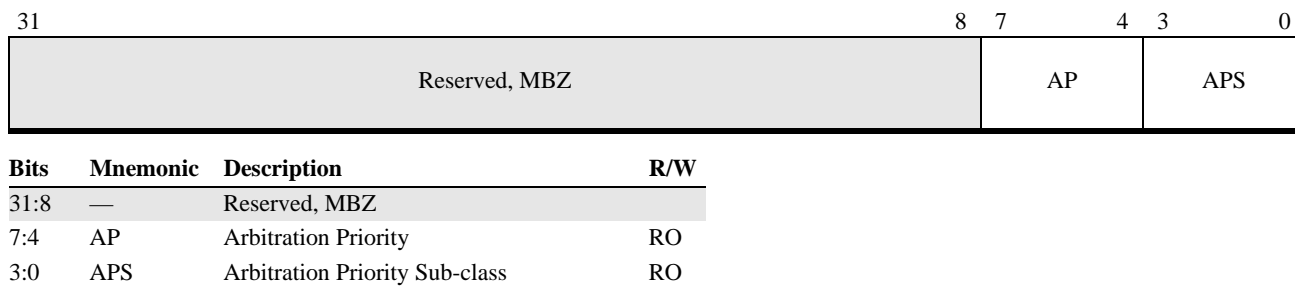 31 8 7 4 3 0
Reserved, MBZ AP APS
Bits Mnemonic Description R/W
31:8 — Reserved, MBZ
7:4 AP Arbitration Priority RO
3:0 APS Arbitration Priority Sub-class RO